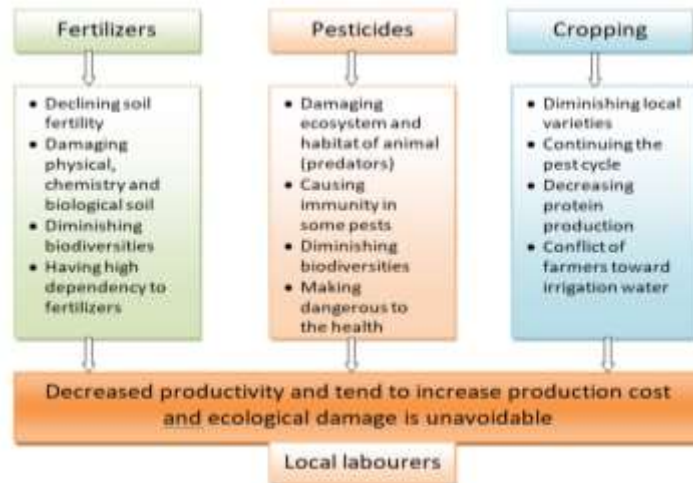 Fertilizers
• Declining soil
fertility
• Damaging
physical,
chemistry and
biological soil
• Diminishing
biodiversities
• Having high
dependency to
fertilizers
Pesticides
• Damaging
ecosystem and
habitat of animal
(predators)
• Causing
immunity in
some pests
• Diminishing
biodiversities
• Making
dangerous to
the health
Cropping
• Diminishing local
varieties
• Continuing the
pest cycle
• Decreasing
protein
production
• Conflict of
farmers toward
irrigation water
Decreased productivity and tend to increase production cost
and ecological damage is unavoidable
Local labourers